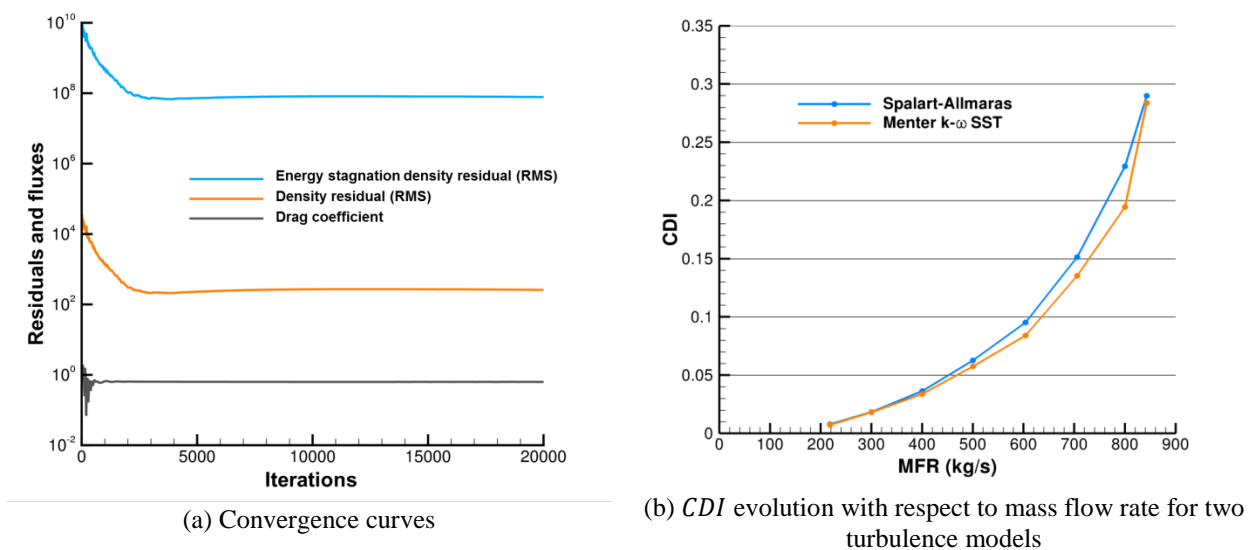 10^10
10^8
10^6
10^4
10^2
10^0
10^-2
Residuals and fluxes
Energy stagnation density residual (RMS)
Density residual (RMS)
Drag coefficient
0
5000
10000
15000
20000
Iterations
(a) Convergence curves
0.35
0.3
0.25
0.2
0.15
0.1
0.05
0
CDI
Spalart-Allmaras
Menter k-ω SST
0
100
200
300
400
500
600
700
800
900
MFR (kg/s)
(b) CDI evolution with respect to mass flow rate for two
turbulence models